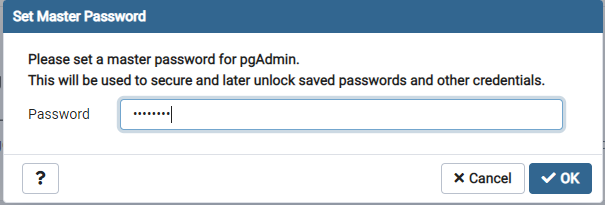 Set Master Password
Please set a master password for pgAdmin.
This will be used to secure and later unlock saved passwords and other credentials.
Password ········
? Cancel OK